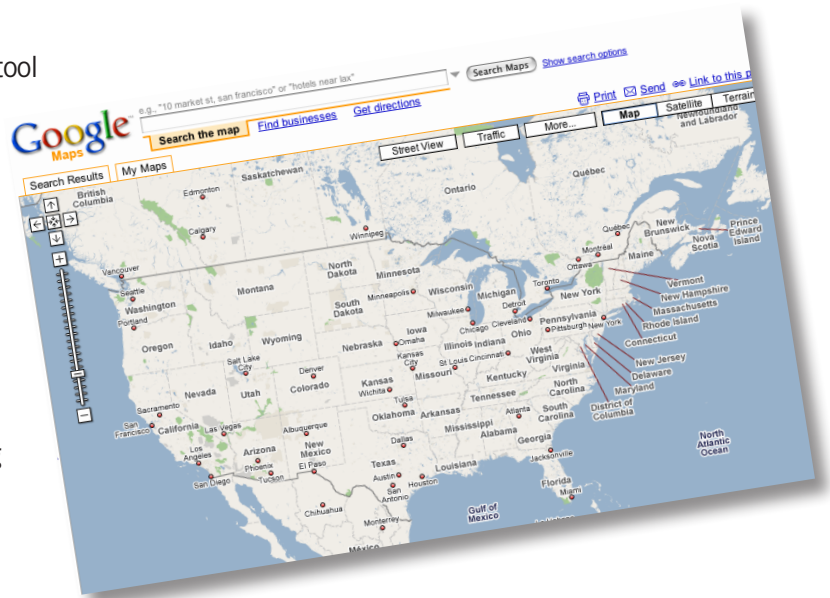 tool
g
e.g., "10 market st, san francisco" or "hotels near lax"
Search Maps
Show search options
Google™
Maps
Search the map
Find businesses
Get directions
Print
Send
Link to this p
Search Results
My Maps
Street View
Traffic
More...
Map
Satellite
Terrain
British
Columbia
Edmonton
Saskatchewan
Calgary
Winnipeg
Ontario
Québec
Newfoundland
and Labrador
Vancouver
Seattle
Washington
Portland
Oregon
Idaho
Montana
Wyoming
North
Dakota
South
Dakota
Minnesota
Minneapolis
Wisconsin
Milwaukee
Michigan
Detroit
Toronto
Ottawa
Montréal
Québec
New
Brunswick
Nova
Scotia
Prince
Edward
Island
Maine
Vermont
New Hampshire
Massachusetts
Rhode Island
Connecticut
New York
New York
Pennsylvania
Pittsburgh
Cleveland
Chicago
Iowa
Omaha
Nebraska
Illinois
Indiana
Ohio
New Jersey
Delaware
Maryland
District of
Columbia
West
Virginia
Virginia
Cincinnati
St Louis
Kansas
City
Missouri
Kansas
Wichita
Kentucky
Tennessee
North
Carolina
South
Carolina
Salt Lake
City
Denver
Colorado
Utah
Nevada
Sacramento
San
Francisco
California
Las Vegas
Los
Angeles
San Diego
Arizona
Phoenix
Tucson
Albuquerque
New
Mexico
El Paso
Tulsa
Oklahoma
Arkansas
Mississippi
Alabama
Atlanta
Georgia
Jacksonville
Dallas
Texas
Austin
San
Antonio
Houston
Louisiana
Florida
Miami
Gulf of
Mexico
North
Atlantic
Ocean
Chihuahua
Monterrey
México